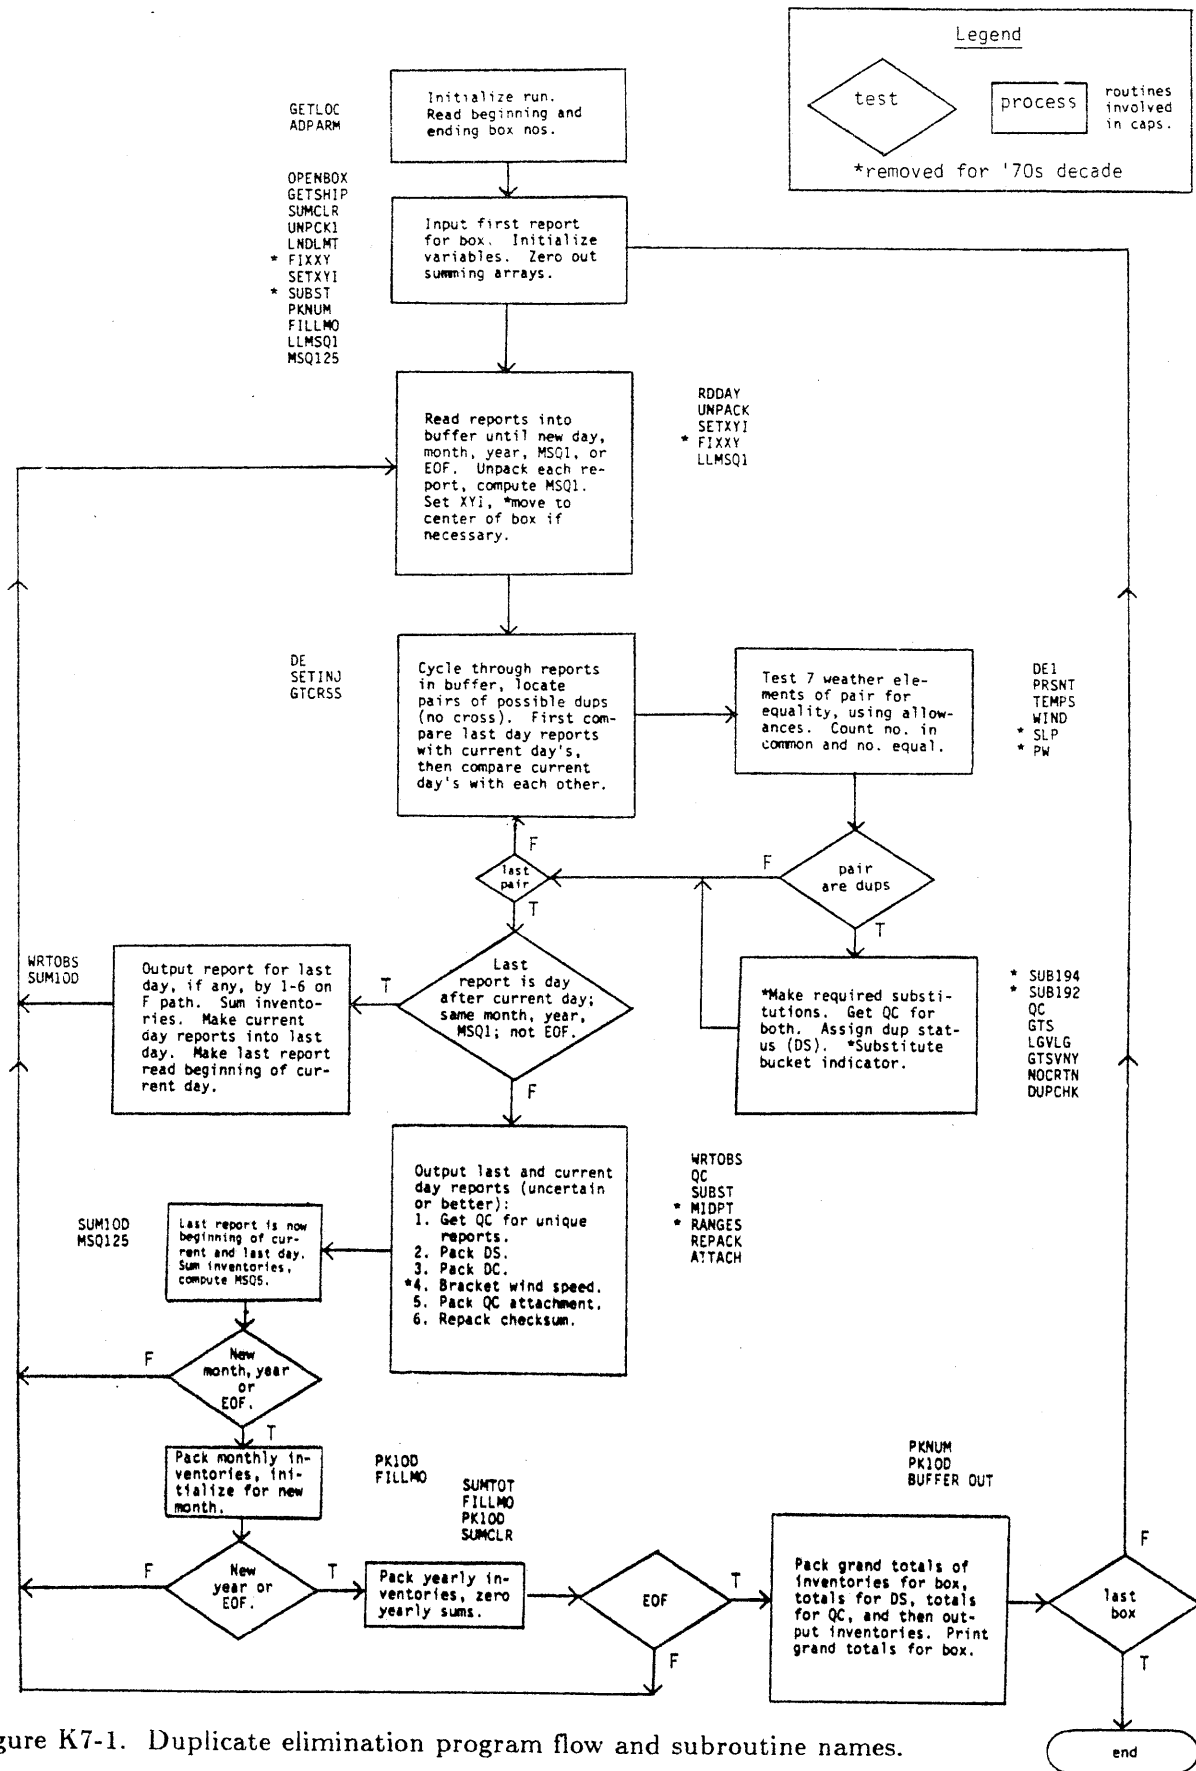 Legend
test
process
routines
involved
in caps.
*removed for '70s decade
GETLOC
ADPARM
Initialize run.
Read beginning and
ending box nos.
OPENBOX
GETSHIP
SUMCLR
UNPCK1
LNDLMT
* FIXXY
SETXYI
* SUBST
PKNUM
FILLMO
LLMSQ1
MSQ125
Input first report
for box. Initialize
variables. Zero out
summing arrays.
Read reports into
buffer until new day,
month, year, MSQ1, or
EOF. Unpack each re-
port, compute MSQ1.
Set XYi, *move to
center of box if
necessary.
RDDAY
UNPACK
SETXYI
* FIXXY
LLMSQ1
DE
SETINJ
GTCRSS
Cycle through reports
in buffer, locate
pairs of possible dups
(no cross). First com-
pare last day reports
with current day's,
then compare current
day's with each other.
Test 7 weather ele-
ments of pair for
equality, using allow-
ances. Count no. in
common and no. equal.
DE1
PRSNT
TEMPS
WIND
* SLP
* PW
F
last
pair
T
F
pair
are dups
T
WRTOBS
SUM10D
Output report for last
day, if any, by 1-6 on
F path. Sum invento-
ries. Make current
day reports into last
day. Make last report
read beginning of cur-
rent day.
T
Last
report is day
after current day;
same month, year,
MSQ1; not EOF.
F
*Make required substi-
tutions. Get QC for
both. Assign dup stat-
us (DS). *Substitute
bucket indicator.
* SUB194
* SUB192
QC
GTS
LGVLG
GTSVNY
NOCRTN
DUPCHK
Output last and current
day reports (uncertain
or better):
1. Get QC for unique
reports.
2. Pack DS.
3. Pack DC.
*4. Bracket wind speed.
5. Pack QC attachment.
6. Repack checksum.
WRTOBS
QC
SUBST
* MIDPT
* RANGES
REPACK
ATTACH
SUM10D
MSQ125
Last report is now
beginning of cur-
rent and last day.
Sum inventories,
compute MSQ5.
F
New
month, year
or
EOF.
T
Pack monthly in-
ventories, ini-
tialize for new
month.
PK10D
FILLMO
F
New
year or
EOF.
T
SUMTOT
FILLMO
PK10D
SUMCLR
Pack yearly in-
ventories, zero
yearly sums.
EOF
T
F
PKNUM
PK10D
BUFFER OUT
Pack grand totals of
inventories for box,
totals for DS, totals
for QC, and then out-
put inventories. Print
grand totals for box.
F
last
box
T
end
gure K7-1. Duplicate elimination program flow and subroutine names.